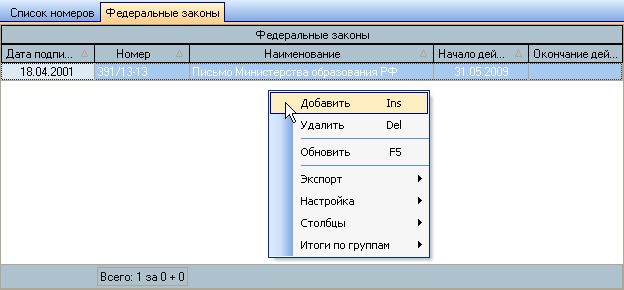 Список номеров Федеральные законы
Федеральные законы
Дата подпи... Номер Наименование Начало дей... Окончание дей...
18.04.2001 391/13-13 Письмо Министерства образования РФ 31.05.2009
Добавить Ins
Удалить Del
Обновить F5
Экспорт
Настройка
Столбцы
Итоги по группам
Всего: 1 за 0 + 0